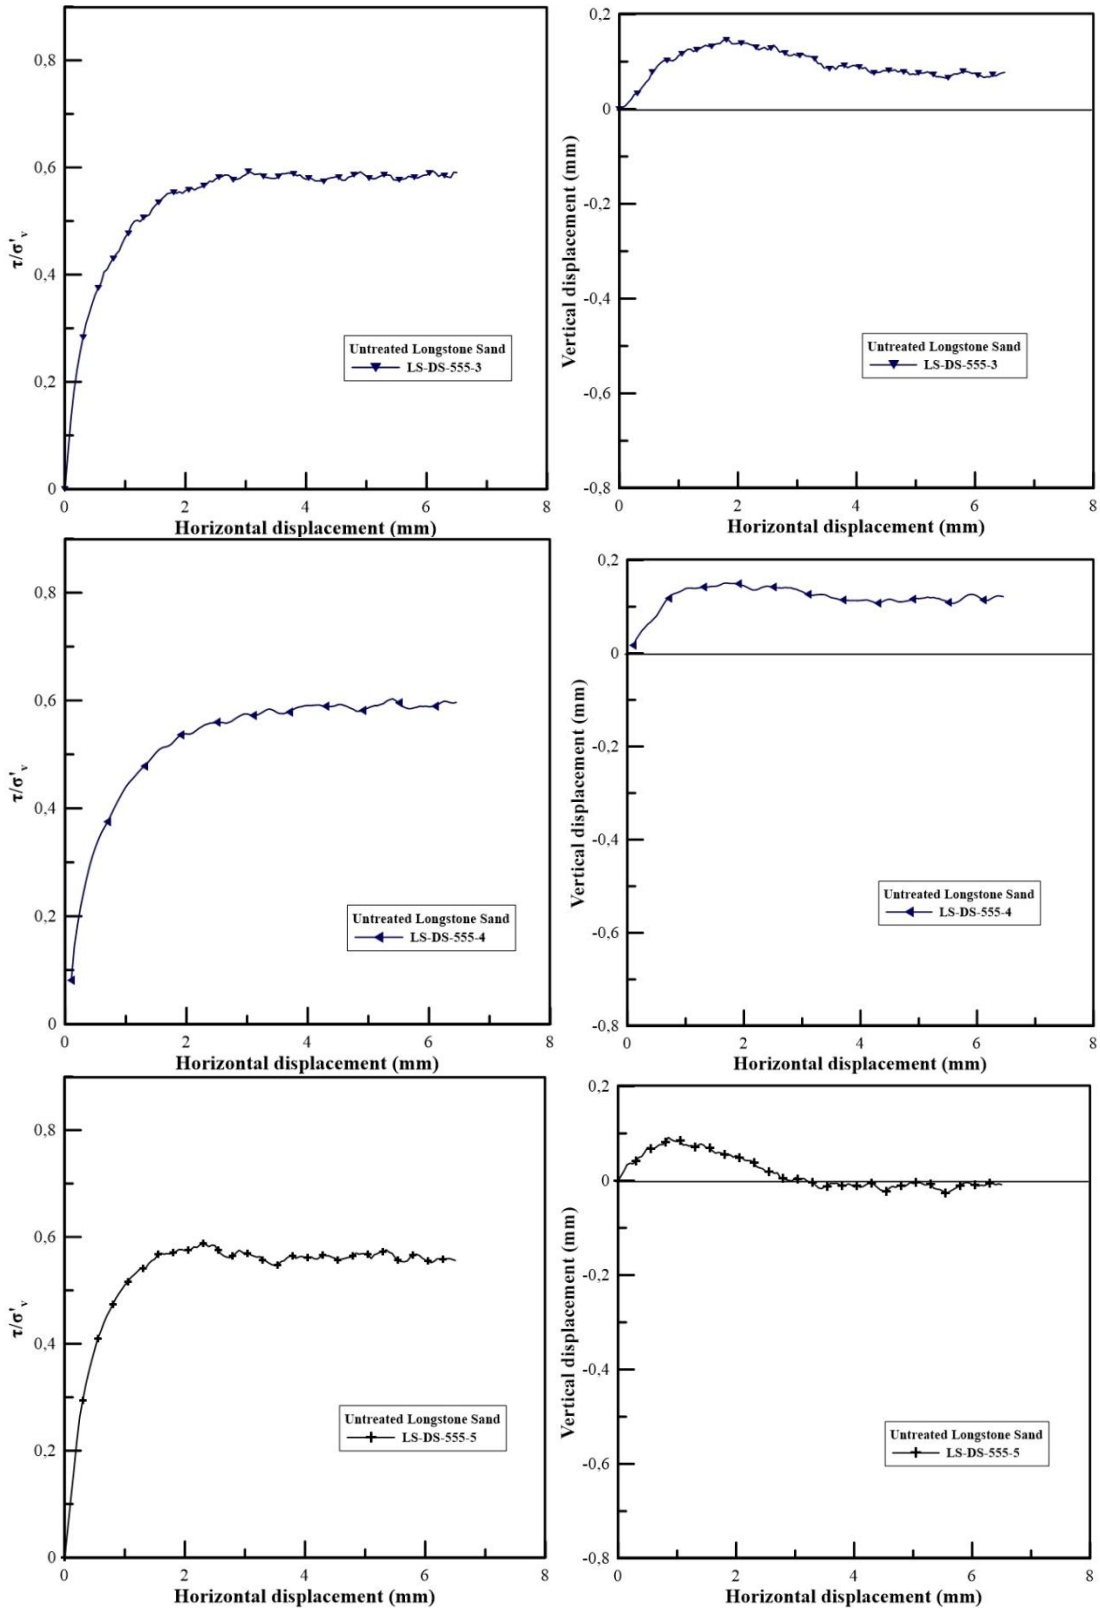 0,8
0,6
0,4
0,2
0
τ/σ'v
Untreated Longstone Sand
LS-DS-555-3
0 2 4 6 8
Horizontal displacement (mm)
0,2
0
-0,2
-0,4
-0,6
-0,8
Vertical displacement (mm)
Untreated Longstone Sand
LS-DS-555-3
0 2 4 6 8
Horizontal displacement (mm)
0,8
0,6
0,4
0,2
0
τ/σ'v
Untreated Longstone Sand
LS-DS-555-4
0 2 4 6 8
Horizontal displacement (mm)
0,2
0
-0,2
-0,4
-0,6
-0,8
Vertical displacement (mm)
Untreated Longstone Sand
LS-DS-555-4
0 2 4 6 8
Horizontal displacement (mm)
0,8
0,6
0,4
0,2
0
τ/σ'v
Untreated Longstone Sand
LS-DS-555-5
0 2 4 6 8
Horizontal displacement (mm)
0,2
0
-0,2
-0,4
-0,6
-0,8
Vertical displacement (mm)
Untreated Longstone Sand
LS-DS-555-5
0 2 4 6 8
Horizontal displacement (mm)